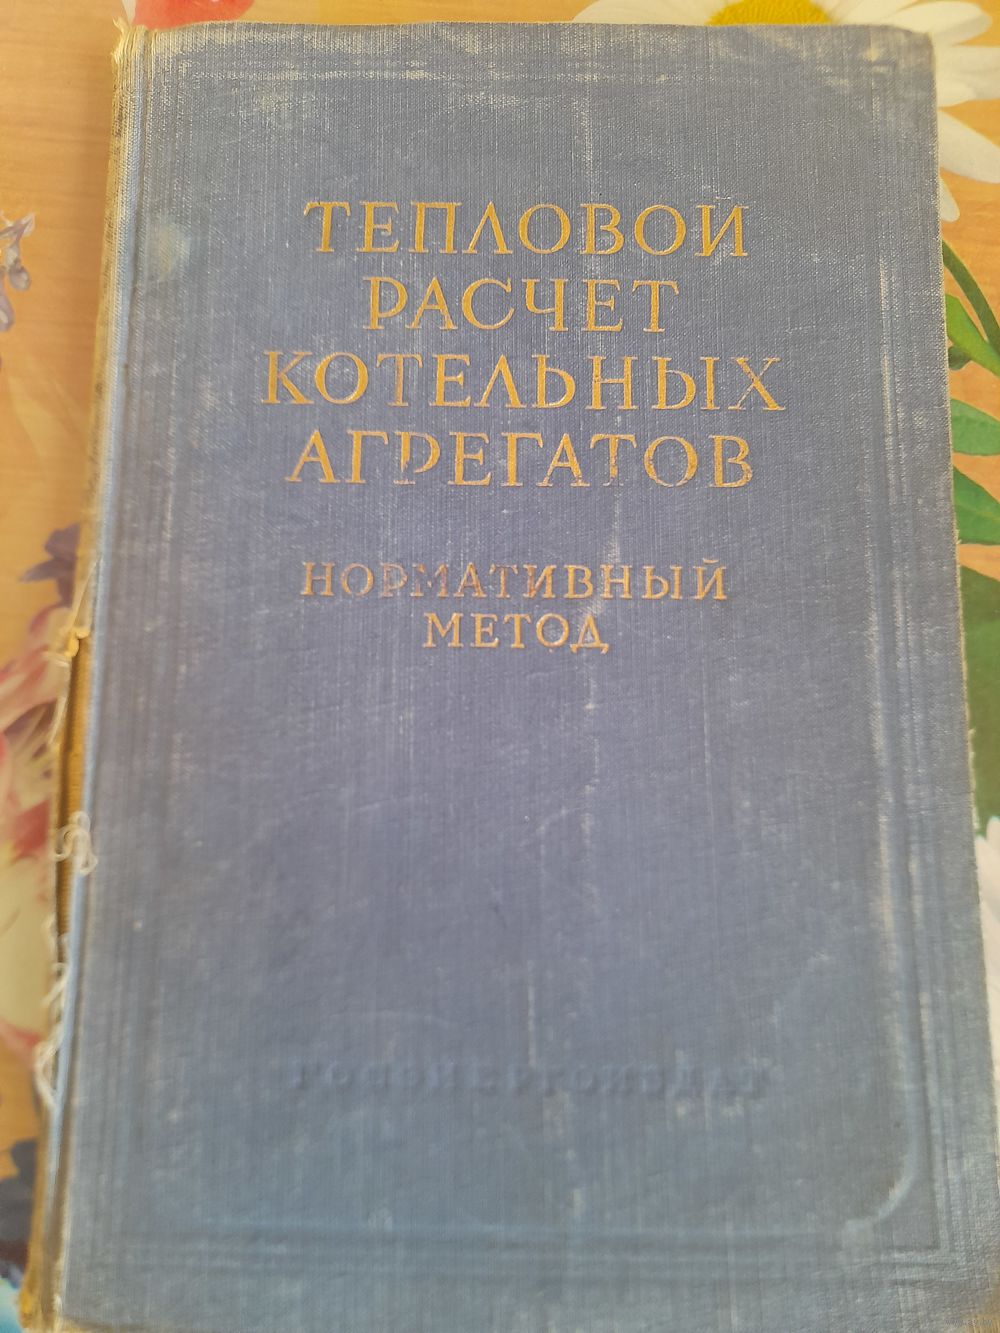 ТЕПЛОВОЙ
РАСЧЕТ
КОТЕЛЬНЫХ
АГРЕГАТОВ
НОРМАТИВНЫЙ
МЕТОД
ГОСЭНЕРГОИЗДАТ